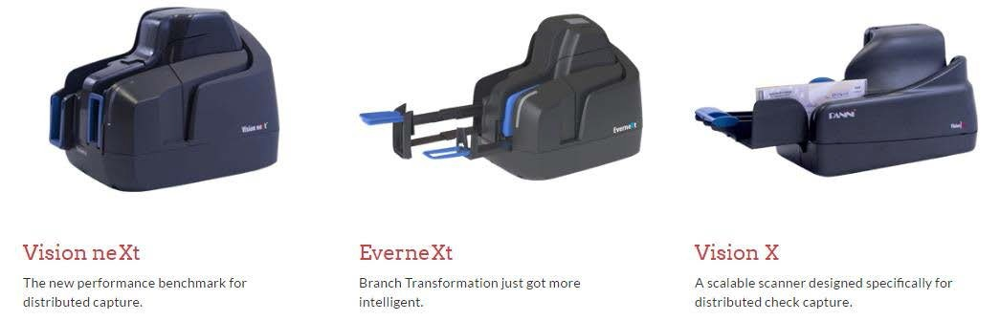 Vision neXt
EverneXt
PANINI
Vision X
Vision neXt
The new performance benchmark for
distributed capture.
EverneXt
Branch Transformation just got more
intelligent.
Vision X
A scalable scanner designed specifically for
distributed check capture.